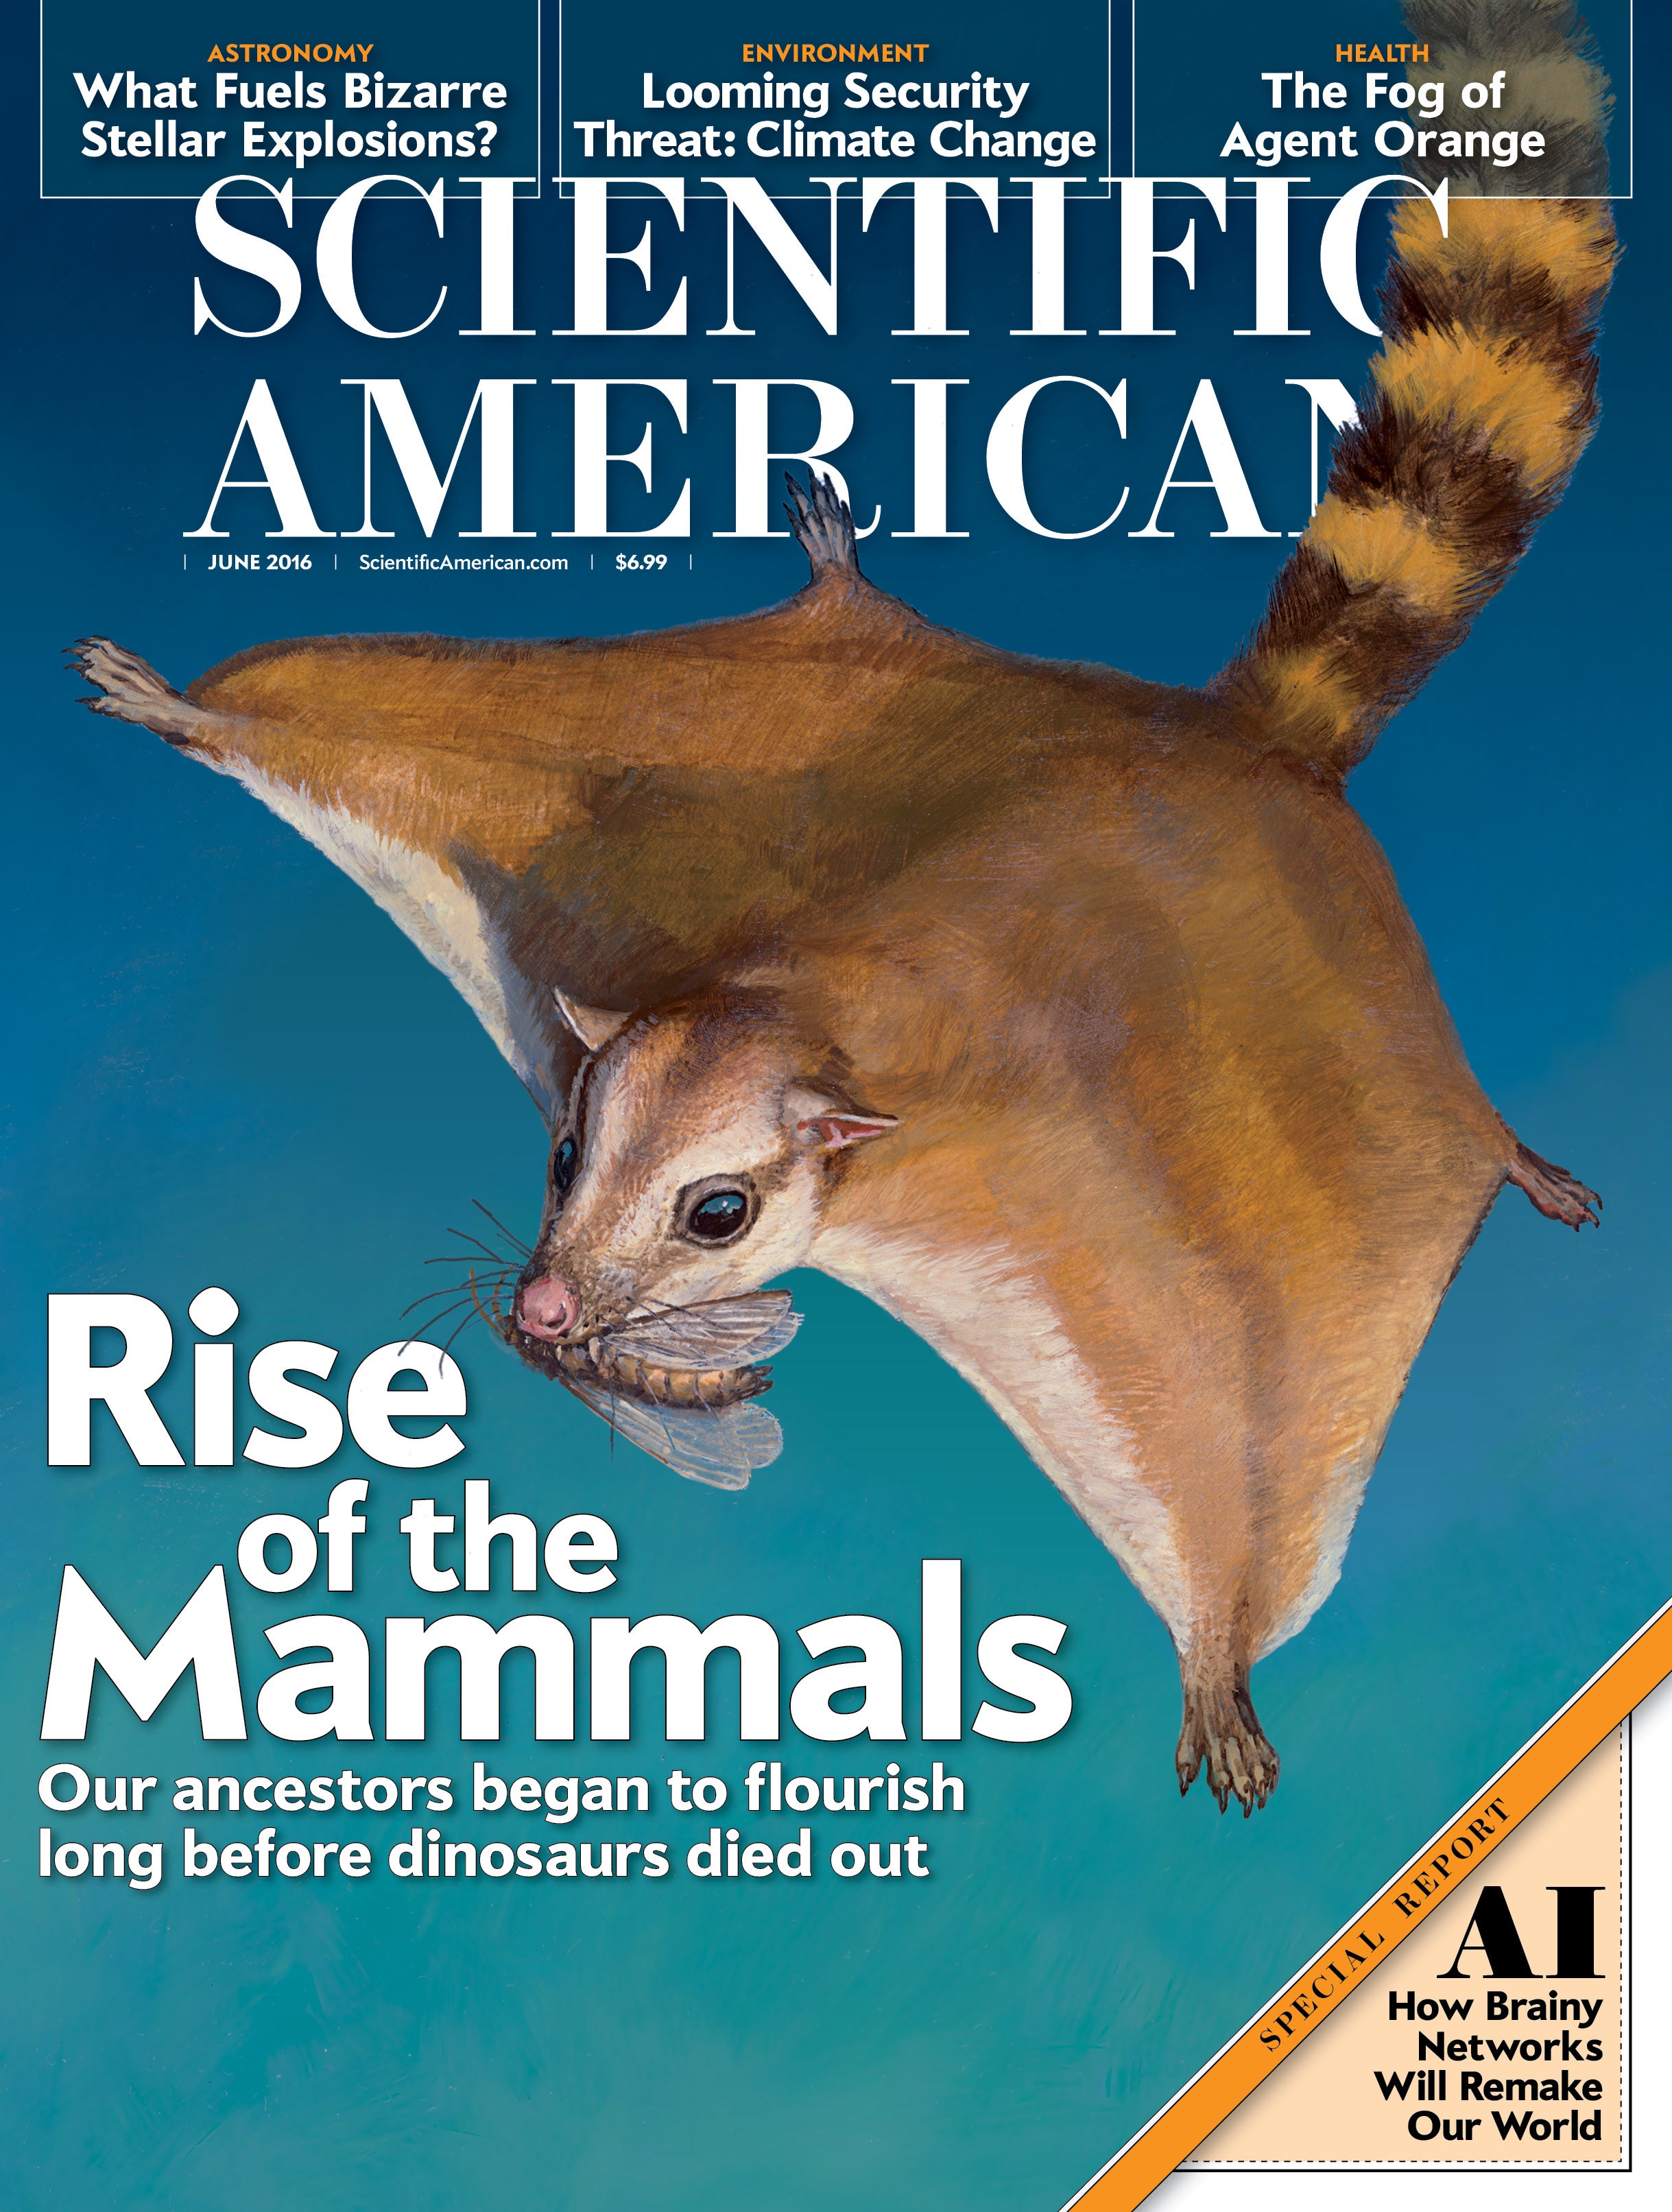 ASTRONOMY
What Fuels Bizarre
Stellar Explosions?
ENVIRONMENT
Looming Security
Threat: Climate Change
HEALTH
The Fog of
Agent Orange
SCIENTIFIC
AMERICAN
| JUNE 2016 | ScientificAmerican.com | $6.99 |
Rise
of the
Mammals
Our ancestors began to flourish
long before dinosaurs died out
SPECIAL REPORT
AI
How Brainy
Networks
Will Remake
Our World